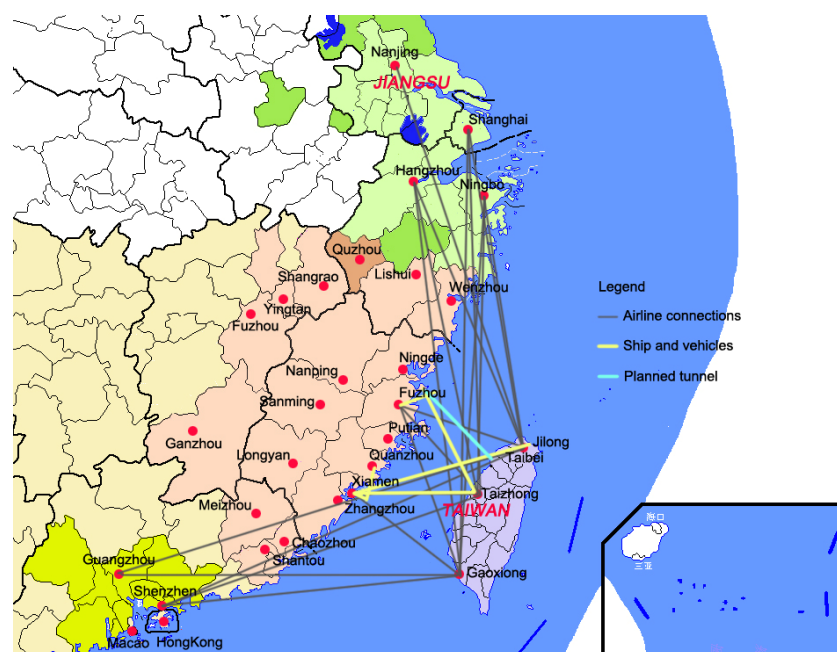 Nanjing
JIANGSU
Shanghai
Hangzhou
Ningbo
Quzhou
Lishui
Shangrao
Yingtan
Wenzhou
Fuzhou
Legend
Airline connections
Ship and vehicles
Planned tunnel
Ningde
Nanping
Fuzhou
Sanming
Putian
Ganzhou
Jilong
Quanzhou
Taibei
Longyan
Xiamen
Taizhong
Zhangzhou
TAIWAN
Meizhou
Chaozhou
Shantou
Guangzhou
Gaoxiong
Shenzhen
Macao
HongKong
海口
三亚